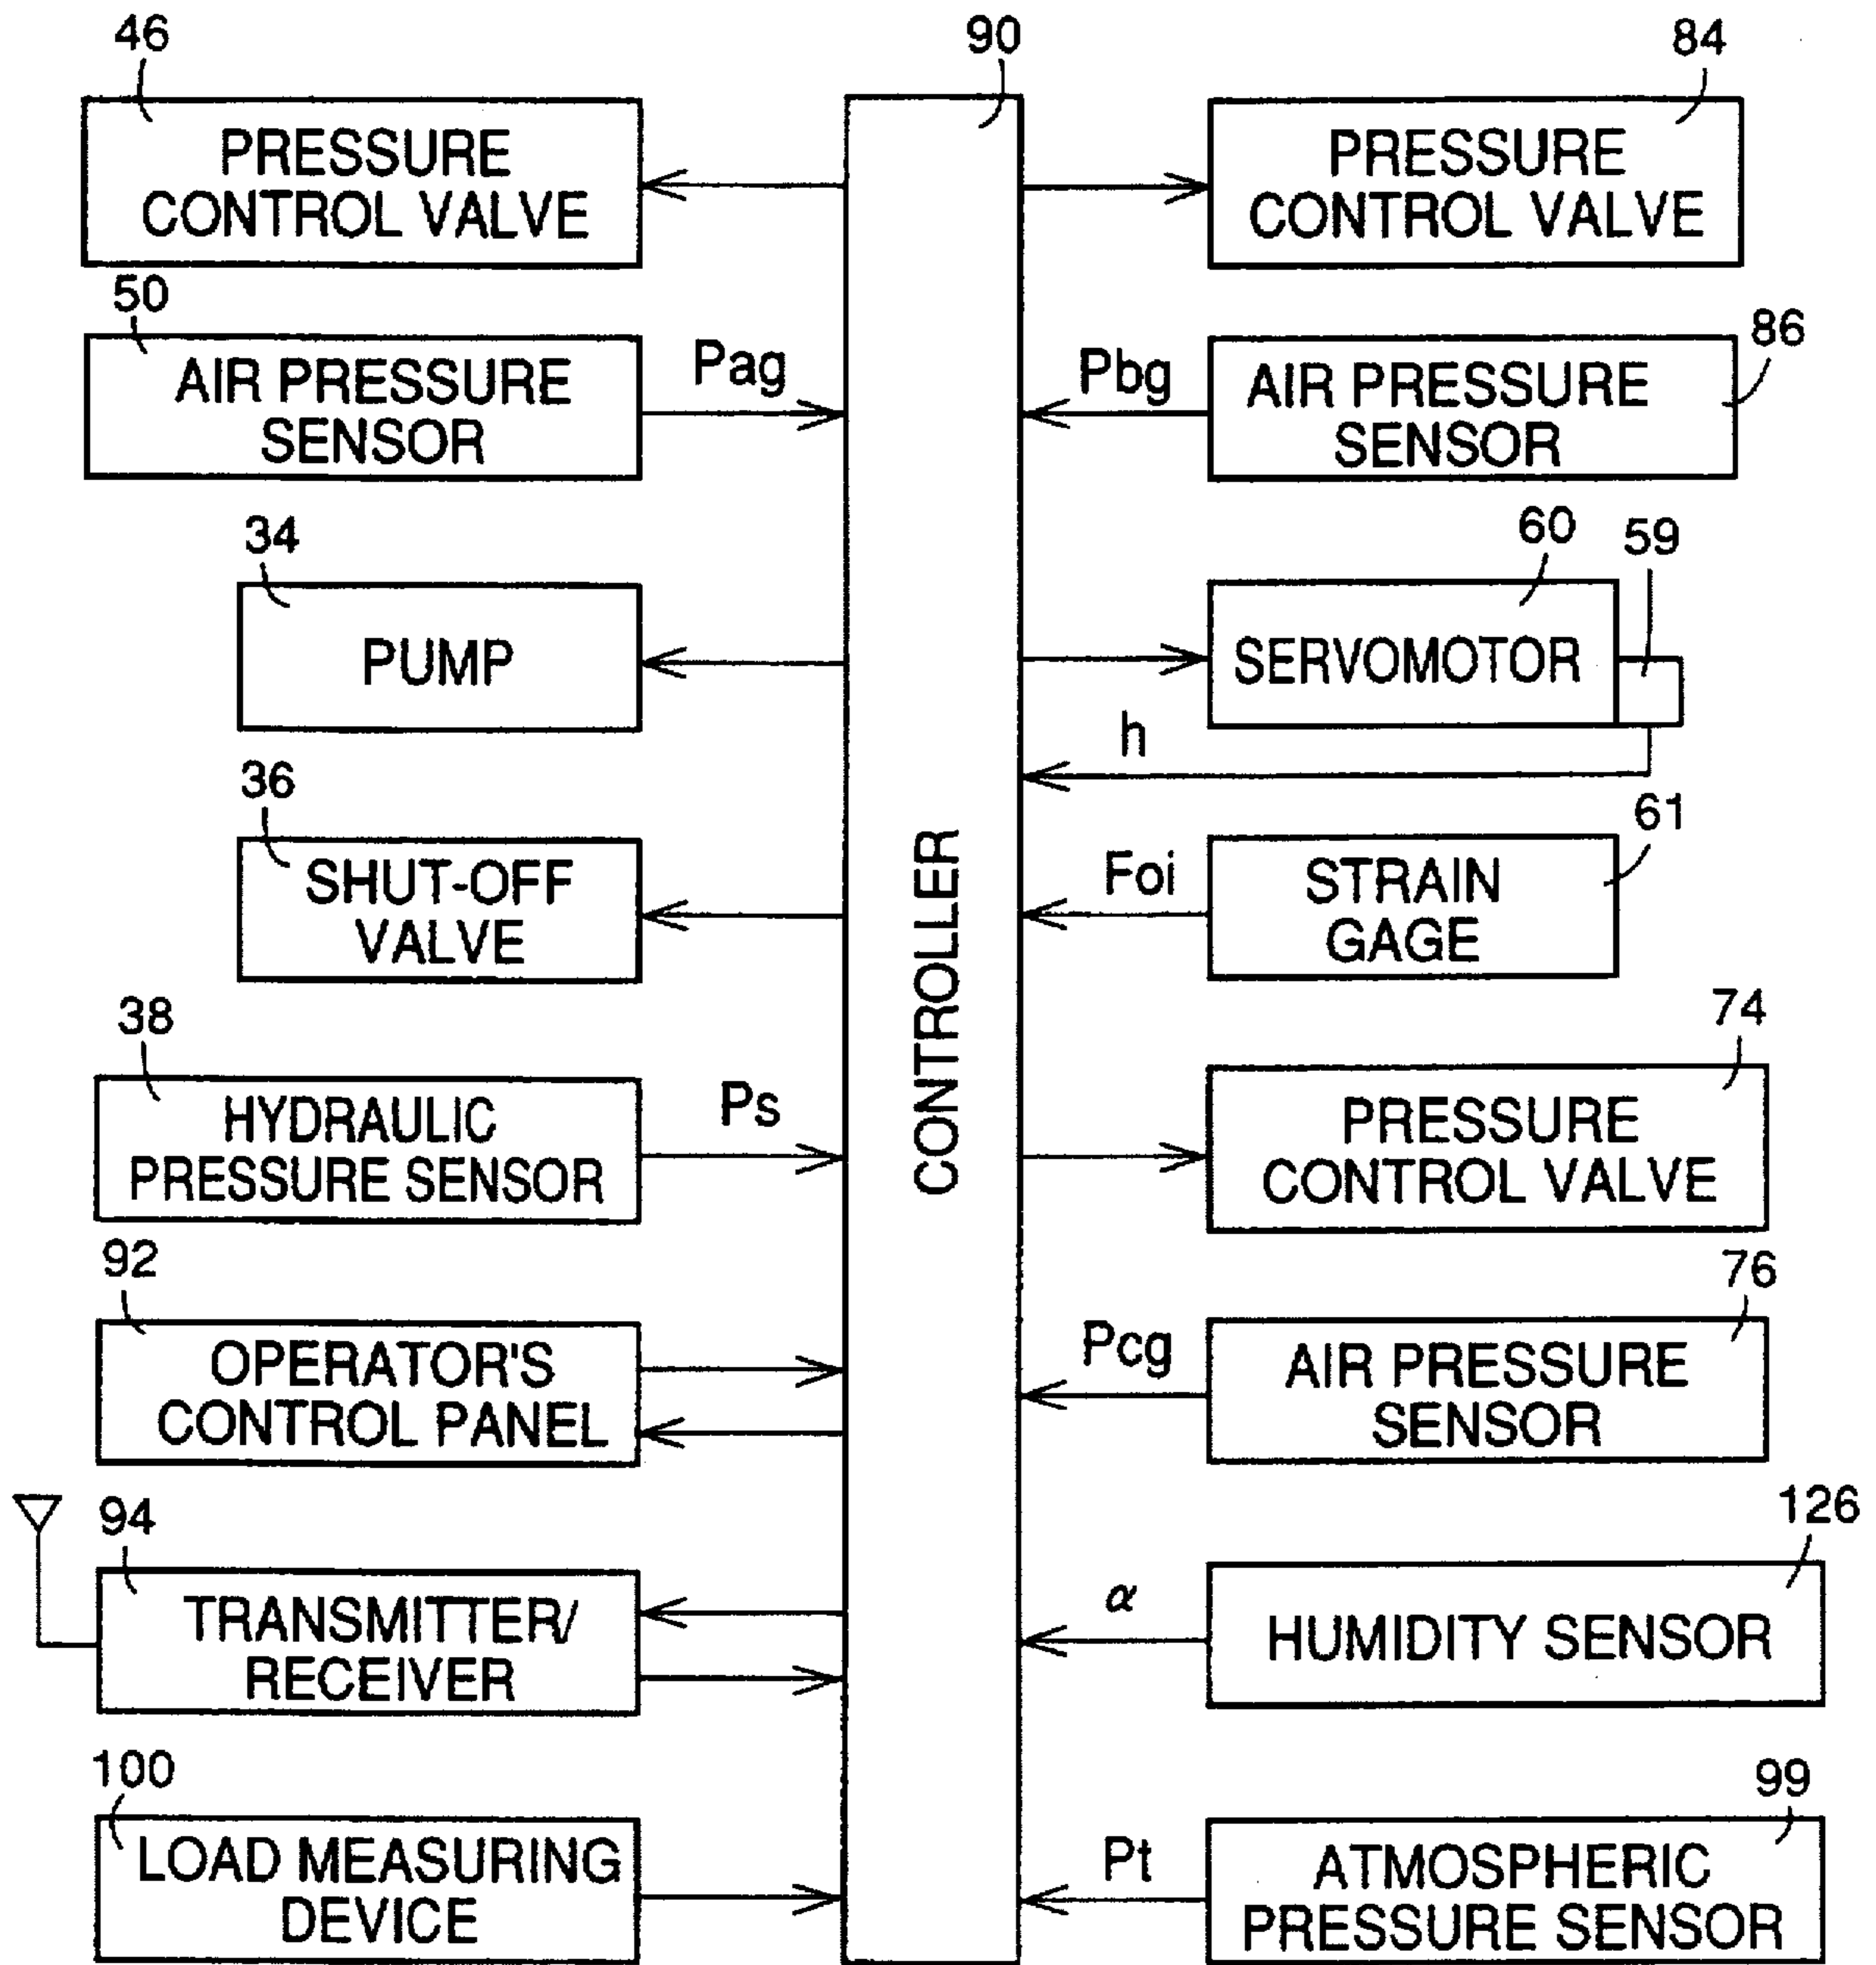 46
PRESSURE
CONTROL VALVE
50
AIR PRESSURE
SENSOR
Pag
34
PUMP
36
SHUT-OFF
VALVE
38
HYDRAULIC
PRESSURE SENSOR
Ps
92
OPERATOR'S
CONTROL PANEL
94
TRANSMITTER/
RECEIVER
100
LOAD MEASURING
DEVICE
90
CONTROLLER
84
PRESSURE
CONTROL VALVE
86
Pbg
AIR PRESSURE
SENSOR
60
59
SERVOMOTOR
h
61
Foi
STRAIN
GAGE
74
PRESSURE
CONTROL VALVE
76
Pcg
AIR PRESSURE
SENSOR
126
α
HUMIDITY SENSOR
99
Pt
ATMOSPHERIC
PRESSURE SENSOR